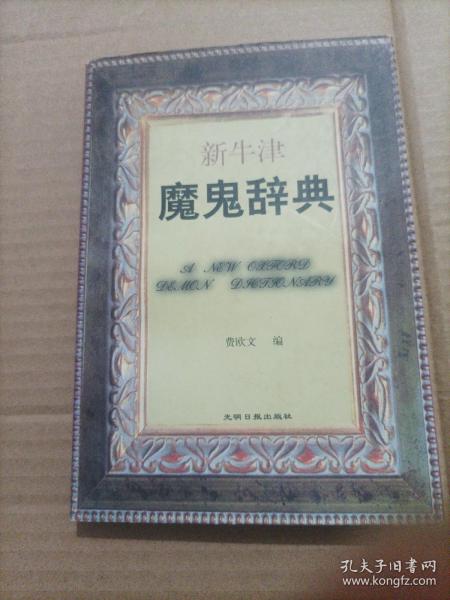 新牛津
魔鬼辞典
A NEW OXFORD
DEMON DICTIONARY
费欧文 编
光明日报出版社
孔夫子旧书网
www.kongfz.com